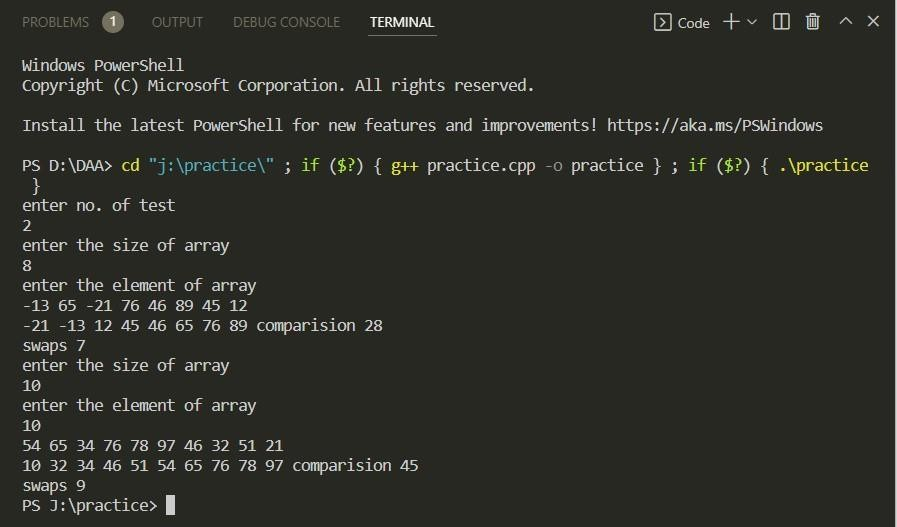 PROBLEMS 1 OUTPUT DEBUG CONSOLE TERMINAL Code
Windows PowerShell
Copyright (C) Microsoft Corporation. All rights reserved.
Install the latest PowerShell for new features and improvements! https://aka.ms/PSWindows
PS D:\DAA> cd "j:\practice\" ; if ($?) { g++ practice.cpp -o practice } ; if ($?) { .\practice
}
enter no. of test
2
enter the size of array
8
enter the element of array
-13 65 -21 76 46 89 45 12
-21 -13 12 45 46 65 76 89 comparision 28
swaps 7
enter the size of array
10
enter the element of array
10
54 65 34 76 78 97 46 32 51 21
10 32 34 46 51 54 65 76 78 97 comparision 45
swaps 9
PS J:\practice>